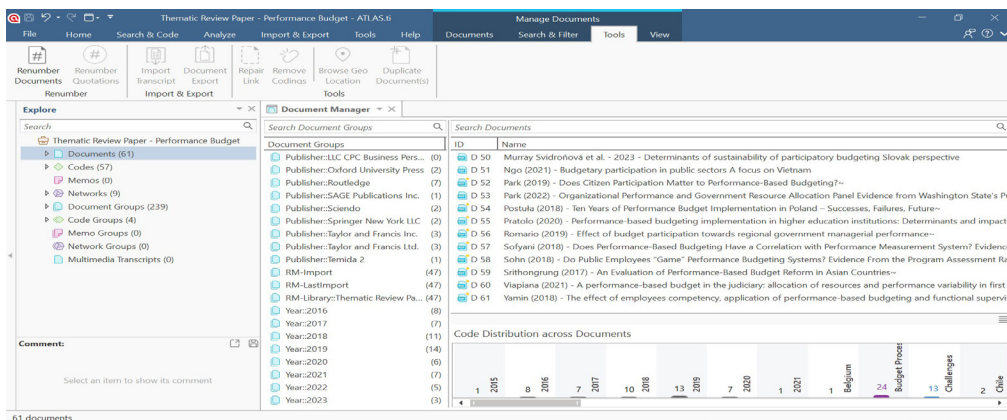 Thematic Review Paper - Performance Budget - ATLAS.ti
Manage Documents
File Home Search & Code Analyze Import & Export Tools Help Documents Search & Filter Tools View
Renumber Documents
Renumber Quotations
Import Transcript
Document Export
Repair Link
Remove Codings
Browse Geo Location
Duplicate Document(s)
Renumber
Import & Export
Tools
Explore
Search
Thematic Review Paper - Performance Budget
Documents (61)
Codes (57)
Memos (0)
Networks (9)
Document Groups (239)
Code Groups (4)
Memo Groups (0)
Network Groups (0)
Multimedia Transcripts (0)
Comment:
Select an item to show its comment
Document Manager
Search Document Groups
Document Groups
Publisher::LLC CPC Business Pers... (0)
Publisher::Oxford University Press (2)
Publisher::Routledge (7)
Publisher::SAGE Publications Inc. (1)
Publisher::Sciendo (2)
Publisher::Springer New York LLC (2)
Publisher::Taylor and Francis Inc. (3)
Publisher::Taylor and Francis Ltd. (3)
Publisher::Temida 2 (1)
RM-Import (47)
RM-LastImport (47)
RM-Library::Thematic Review Pa... (47)
Year::2016 (8)
Year::2017 (7)
Year::2018 (11)
Year::2019 (14)
Year::2020 (6)
Year::2021 (7)
Year::2022 (5)
Year::2023 (3)
Search Documents
ID Name
D 50 Murray Svidroňová et al. - 2023 - Determinants of sustainability of participatory budgeting Slovak perspective
D 51 Ngo (2021) - Budgetary participation in public sectors A focus on Vietnam
D 52 Park (2019) - Does Citizen Participation Matter to Performance-Based Budgeting?~
D 53 Park (2022) - Organizational Performance and Government Resource Allocation Panel Evidence from Washington State's P
D 54 Postuła (2018) - Ten Years of Performance Budget Implementation in Poland – Successes, Failures, Future~
D 55 Pratolo (2020) - Performance-based budgeting implementation in higher education institutions: Determinants and impact
D 56 Romario (2019) - Effect of budget participation towards regional government managerial performance~
D 57 Sofyani (2018) - Does Performance-Based Budgeting Have a Correlation with Performance Measurement System? Evidenc
D 58 Sohn (2018) - Do Public Employees "Game" Performance Budgeting Systems? Evidence From the Program Assessment Ra
D 59 Srithongrung (2017) - An Evaluation of Performance-Based Budget Reform in Asian Countries~
D 60 Viapiana (2021) - A performance-based budget in the judiciary: allocation of resources and performance variability in first
D 61 Yamin (2018) - The effect of employees competency, application of performance-based budgeting and functional supervi
Code Distribution across Documents
1 2015
8 2016
7 2017
10 2018
13 2019
7 2020
1 2021
1 Belgium
24 Budget Proces
13 Challenges
2 Chile
61 documents